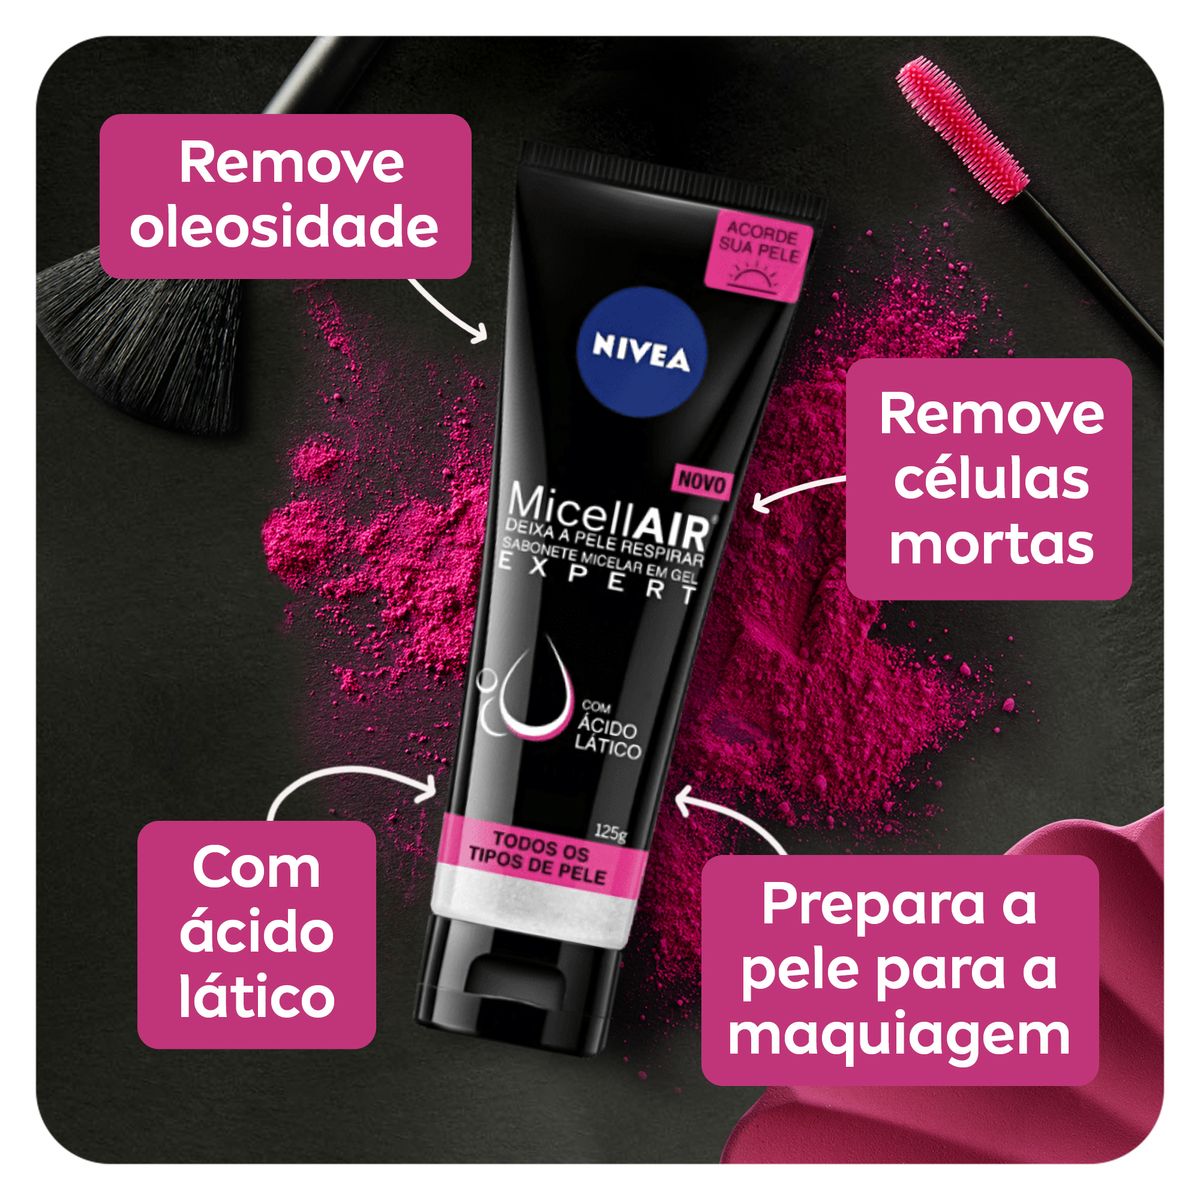 Remove
oleosidade
ACORDE
SUA PELE
NIVEA
Remove
células
mortas
NOVO
MicellAIR®
DEIXA A PELE RESPIRAR
SABONETE MICELAR EM GEL
EXPERT
COM
ÁCIDO
LÁTICO
125g
TODOS OS
TIPOS DE PELE
Com
ácido
lático
Prepara a
pele para a
maquiagem